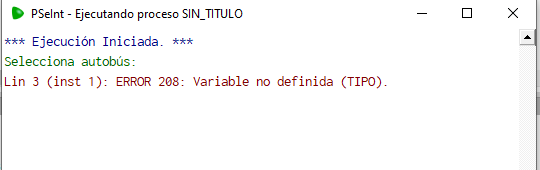 PSeInt - Ejecutando proceso SIN_TITULO
*** Ejecución Iniciada. ***
Selecciona autobús:
Lin 3 (inst 1): ERROR 208: Variable no definida (TIPO).